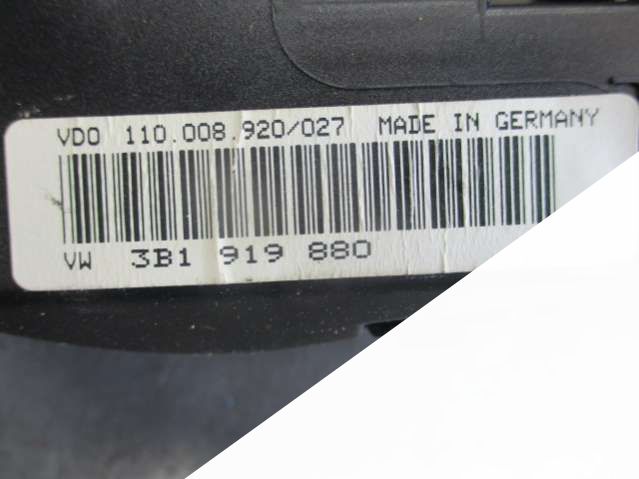 VDO 110.008.920/027 MADE IN GERMANY
VW 3B1 919 880